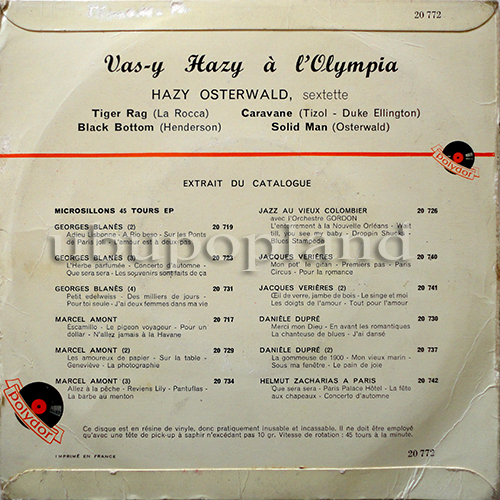 20 772
Vas-y Hazy à l'Olympia
HAZY OSTERWALD, sextette
Tiger Rag (La Rocca) Caravane (Tizol - Duke Ellington)
Black Bottom (Henderson) Solid Man (Osterwald)
polydor
EXTRAIT DU CATALOGUE
MICROSILLONS 45 TOURS EP
GEORGES BLANÈS (2) 20 719
Adieu Lisbonne - A Rio beso - Sur les Ponts
de Paris joli - L'amour est à deux pas
GEORGES BLANÈS (3) 20 723
L'Herbe parfumée - Concerto d'automne -
Que sera sera - Les souvenirs sont faits de ça
GEORGES BLANÈS (4) 20 731
Petit edelweiss - Des milliers de jours -
Pour toi seule - J'ai deux femmes dans ma vie
MARCEL AMONT 20 717
Escamillo - Le pigeon voyageur - Pour un
dollar - N'allez jamais à la Havane
MARCEL AMONT (2) 20 729
Les amoureux de papier - Sur la table -
Geneviève - La photographie
MARCEL AMONT (3) 20 734
Allez à la pêche - Reviens Lily - Pantuflas -
La barbe au menton
JAZZ AU VIEUX COLOMBIER 20 726
avec l'Orchestre GORDON
L'enterrement à la Nouvelle Orléans - Wait
till you see my baby - Droppin Shuck -
Blues Stampede
JACQUES VERIÈRES 20 740
Mon pot' le gitan - Premiers pas - Paris
Circus - Pour la romance
JACQUES VERIÈRES (2) 20 741
Œil de verre, jambe de bois - Le singe et moi
Les doigts de l'amour - Tout pour l'amour
DANIÈLE DUPRÉ 20 730
Merci mon Dieu - En avant les romantiques
La chanteuse de blues - J'ai dansé
DANIÈLE DUPRÉ (2) 20 737
La gommeuse de 1900 - Mon vieux marin -
Sous ma fenêtre - Le pain de joie
HELMUT ZACHARIAS A PARIS 20 742
Que sera sera - Paris Palace Hôtel - La fête
aux chapeaux - Concerto d'automne
ubupopland
polydor
Ce disque est en résine de vinyle, donc pratiquement inusable et incassable. Il ne doit être employé
qu'avec une tête de pick-up à saphir n'excédant pas 10 gr. Vitesse de rotation : 45 tours à la minute.
IMPRIMÉ EN FRANCE
20 772